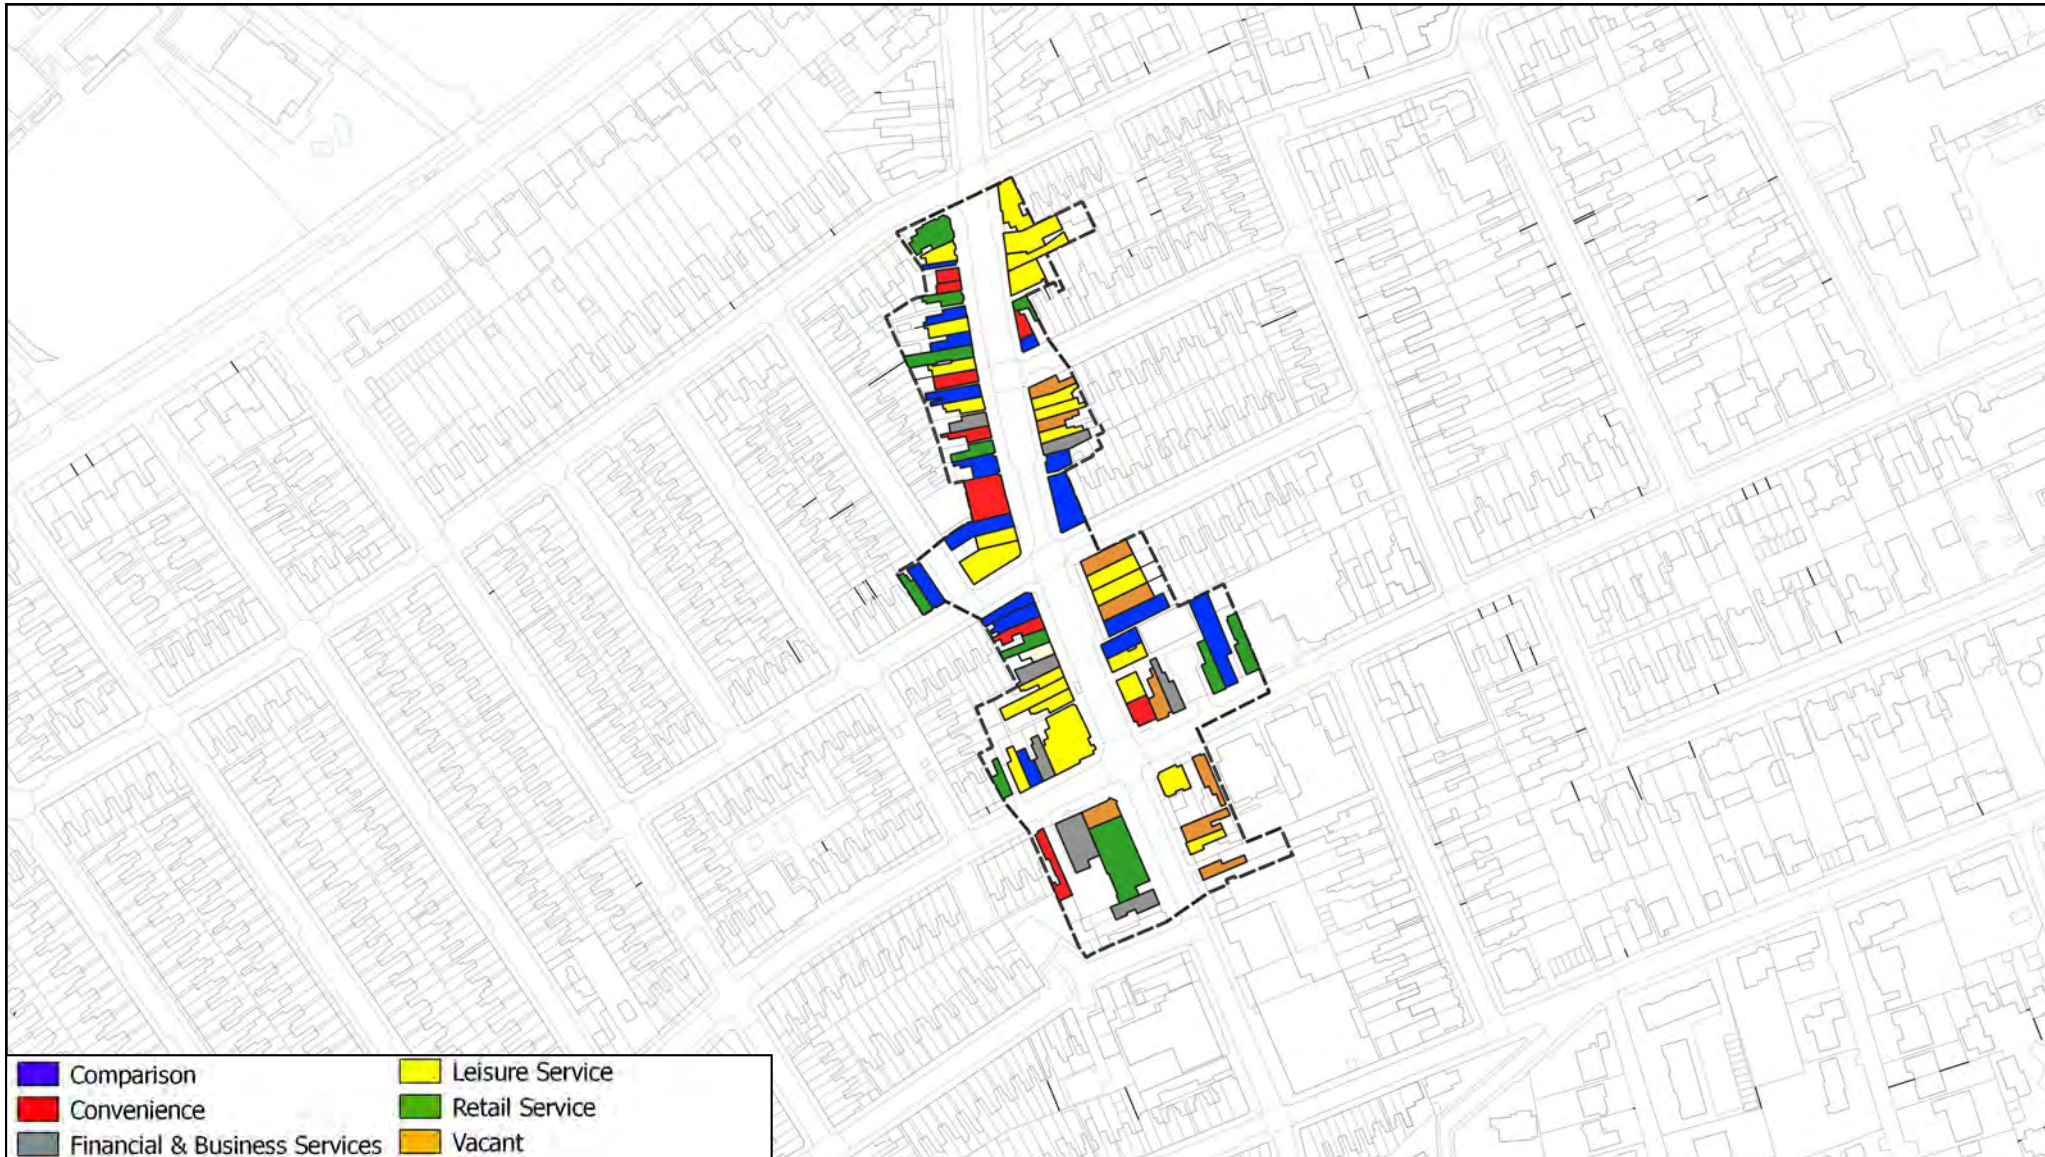 Comparison
Convenience
Financial & Business Services
Leisure Service
Retail Service
Vacant